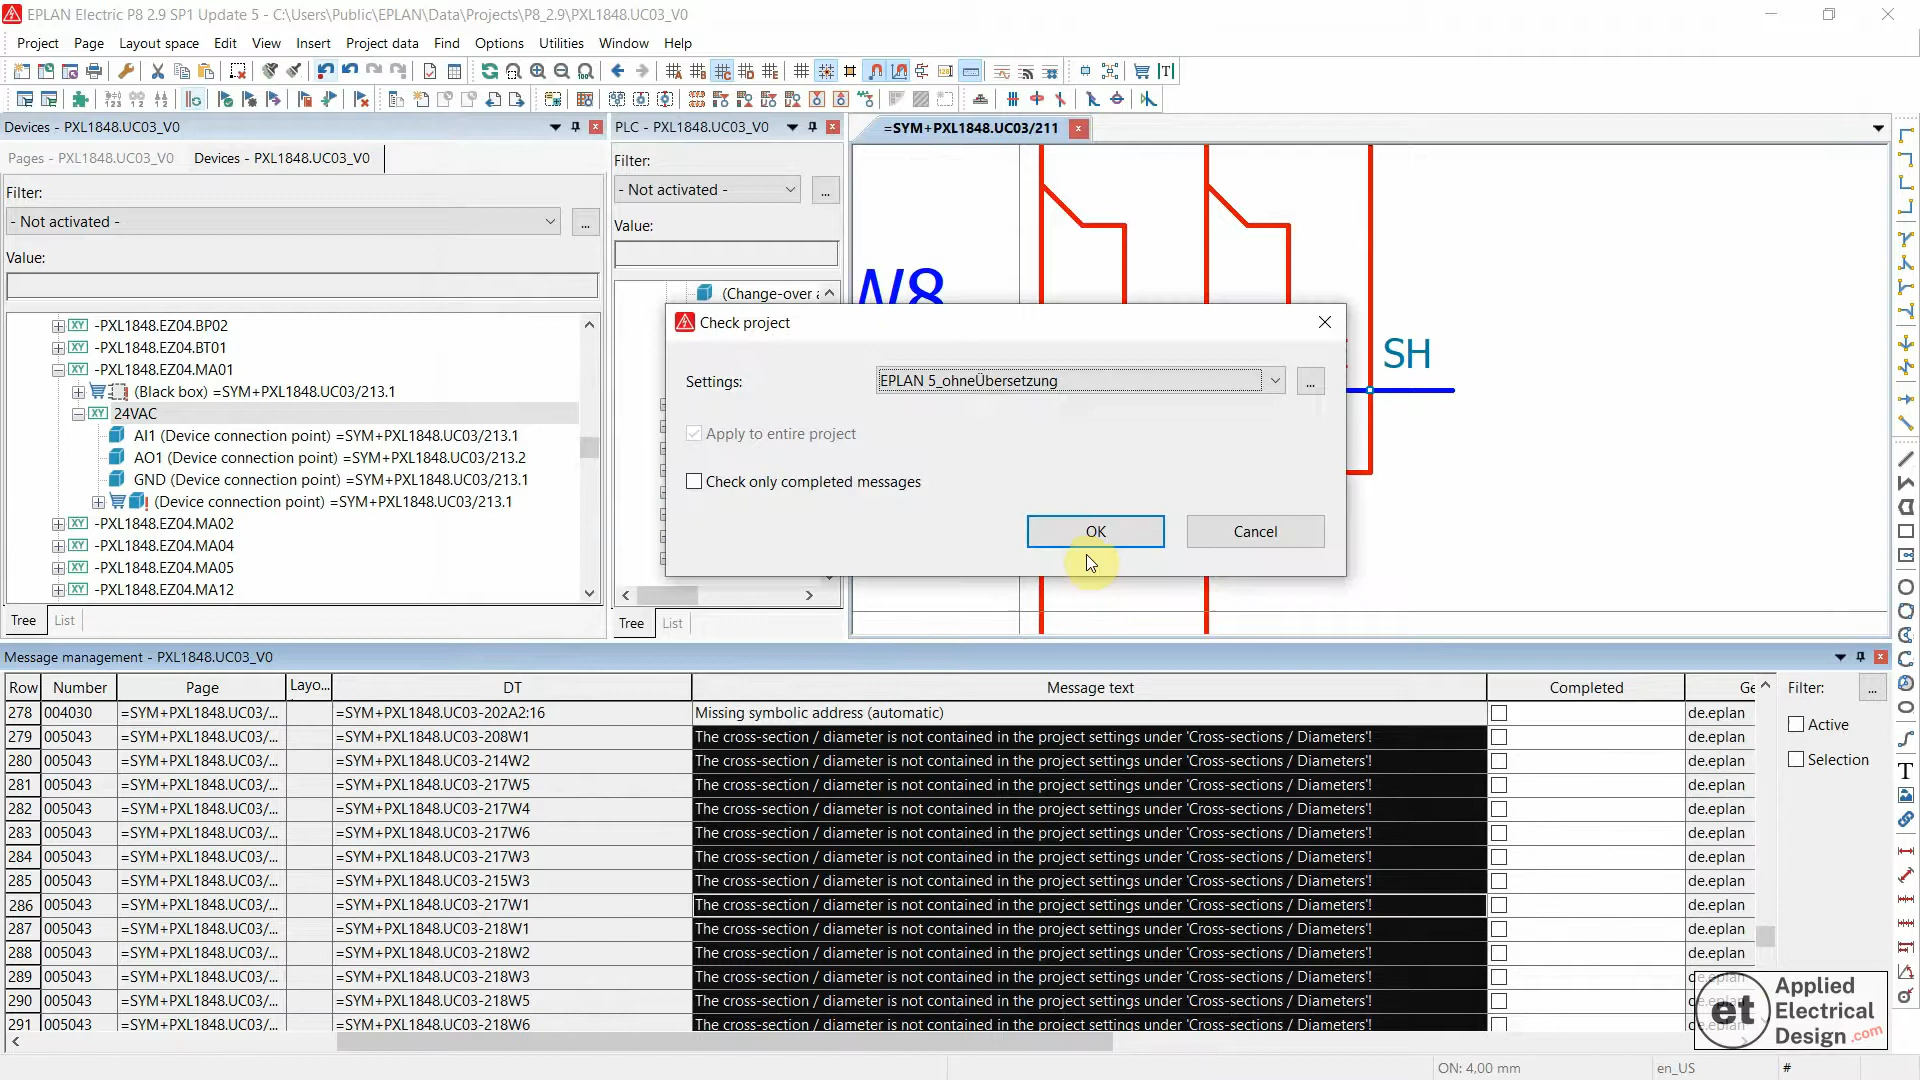 EPLAN Electric P8 2.9 SP1 Update 5 - C:\Users\Public\EPLAN\Data\Projects\P8_2.9\PXL1848.UC03_V0
Project Page Layout space Edit View Insert Project data Find Options Utilities Window Help
Devices - PXL1848.UC03_V0
PLC - PXL1848.UC03_V0
=SYM+PXL1848.UC03/211
Pages - PXL1848.UC03_V0 Devices - PXL1848.UC03_V0
Filter:
- Not activated -
...
Value:
-PXL1848.EZ04.BP02
-PXL1848.EZ04.BT01
-PXL1848.EZ04.MA01
(Black box) =SYM+PXL1848.UC03/213.1
24VAC
AI1 (Device connection point) =SYM+PXL1848.UC03/213.1
AO1 (Device connection point) =SYM+PXL1848.UC03/213.2
GND (Device connection point) =SYM+PXL1848.UC03/213.1
(Device connection point) =SYM+PXL1848.UC03/213.1
-PXL1848.EZ04.MA02
-PXL1848.EZ04.MA04
-PXL1848.EZ04.MA05
-PXL1848.EZ04.MA12
Tree List
Filter:
- Not activated -
...
Value:
(Change-over
Tree List
SH
Check project
Settings: EPLAN 5_ohneÜbersetzung ...
Apply to entire project
Check only completed messages
OK Cancel
Message management - PXL1848.UC03_V0
Row Number Page Layo... DT Message text Completed Ge
278 004030 =SYM+PXL1848.UC03/... =SYM+PXL1848.UC03-202A2:16 Missing symbolic address (automatic) de.eplan
279 005043 =SYM+PXL1848.UC03/... =SYM+PXL1848.UC03-208W1 The cross-section / diameter is not contained in the project settings under 'Cross-sections / Diameters'! de.eplan
280 005043 =SYM+PXL1848.UC03/... =SYM+PXL1848.UC03-214W2 The cross-section / diameter is not contained in the project settings under 'Cross-sections / Diameters'! de.eplan
281 005043 =SYM+PXL1848.UC03/... =SYM+PXL1848.UC03-217W5 The cross-section / diameter is not contained in the project settings under 'Cross-sections / Diameters'! de.eplan
282 005043 =SYM+PXL1848.UC03/... =SYM+PXL1848.UC03-217W4 The cross-section / diameter is not contained in the project settings under 'Cross-sections / Diameters'! de.eplan
283 005043 =SYM+PXL1848.UC03/... =SYM+PXL1848.UC03-217W6 The cross-section / diameter is not contained in the project settings under 'Cross-sections / Diameters'! de.eplan
284 005043 =SYM+PXL1848.UC03/... =SYM+PXL1848.UC03-217W3 The cross-section / diameter is not contained in the project settings under 'Cross-sections / Diameters'! de.eplan
285 005043 =SYM+PXL1848.UC03/... =SYM+PXL1848.UC03-215W3 The cross-section / diameter is not contained in the project settings under 'Cross-sections / Diameters'! de.eplan
286 005043 =SYM+PXL1848.UC03/... =SYM+PXL1848.UC03-217W1 The cross-section / diameter is not contained in the project settings under 'Cross-sections / Diameters'! de.eplan
287 005043 =SYM+PXL1848.UC03/... =SYM+PXL1848.UC03-218W1 The cross-section / diameter is not contained in the project settings under 'Cross-sections / Diameters'! de.eplan
288 005043 =SYM+PXL1848.UC03/... =SYM+PXL1848.UC03-218W2 The cross-section / diameter is not contained in the project settings under 'Cross-sections / Diameters'! de.eplan
289 005043 =SYM+PXL1848.UC03/... =SYM+PXL1848.UC03-218W3 The cross-section / diameter is not contained in the project settings under 'Cross-sections / Diameters'!
290 005043 =SYM+PXL1848.UC03/... =SYM+PXL1848.UC03-218W5 The cross-section / diameter is not contained in the project settings under 'Cross-sections / Diameters'!
291 005043 =SYM+PXL1848.UC03/... =SYM+PXL1848.UC03-218W6 The cross-section / diameter is not contained in the project settings under 'Cross-sections / Diameters'!
Filter: ...
Active
Selection
et Applied
Electrical
Design.com
ON: 4,00 mm en_US #